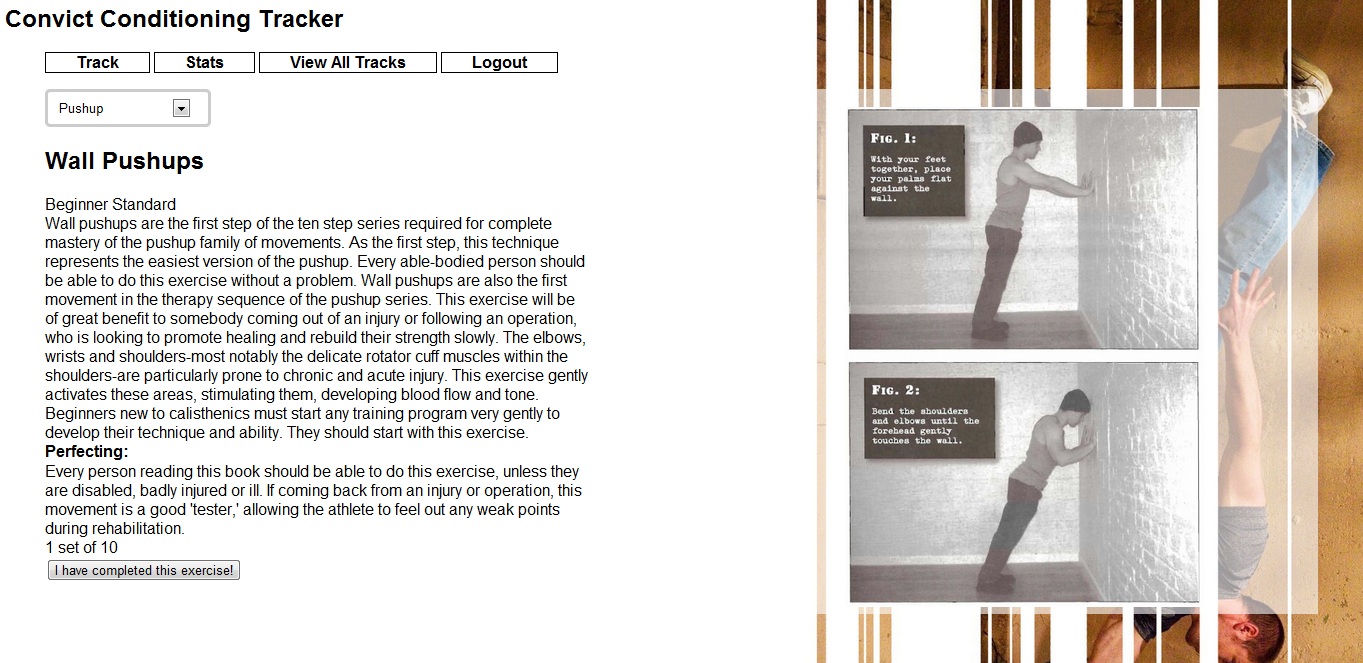 Convict Conditioning Tracker
Track Stats View All Tracks Logout
Pushup
Wall Pushups
Beginner Standard
Wall pushups are the first step of the ten step series required for complete
mastery of the pushup family of movements. As the first step, this technique
represents the easiest version of the pushup. Every able-bodied person should
be able to do this exercise without a problem. Wall pushups are also the first
movement in the therapy sequence of the pushup series. This exercise will be
of great benefit to somebody coming out of an injury or following an operation,
who is looking to promote healing and rebuild their strength slowly. The elbows,
wrists and shoulders-most notably the delicate rotator cuff muscles within the
shoulders-are particularly prone to chronic and acute injury. This exercise gently
activates these areas, stimulating them, developing blood flow and tone.
Beginners new to calisthenics must start any training program very gently to
develop their technique and ability. They should start with this exercise.
Perfecting:
Every person reading this book should be able to do this exercise, unless they
are disabled, badly injured or ill. If coming back from an injury or operation, this
movement is a good 'tester,' allowing the athlete to feel out any weak points
during rehabilitation.
1 set of 10
I have completed this exercise!
Fig. 1:
With your feet
together, place
your palms flat
against the
wall.
Fig. 2:
Bend the shoulders
and elbows until the
forehead gently
touches the wall.